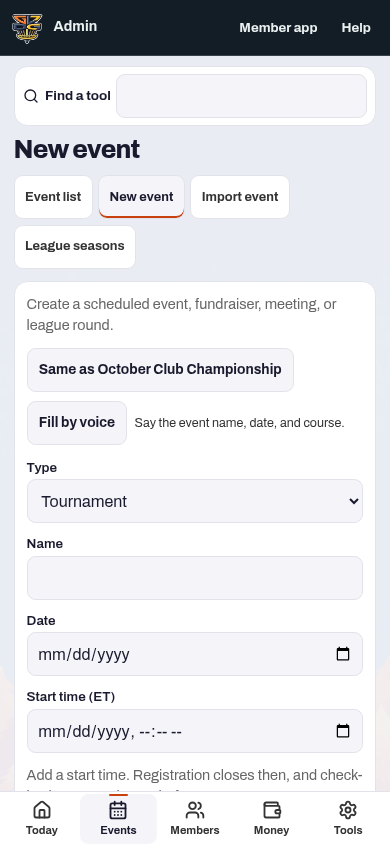 Admin
Member app
Help
Find a tool
New event
Event list
New event
Import event
League seasons
Create a scheduled event, fundraiser, meeting, or
league round.
Same as October Club Championship
Fill by voice
Say the event name, date, and course.
Type
Tournament
Name
Date
mm/dd/yyyy
Start time (ET)
mm/dd/yyyy, --:-- --
Add a start time. Registration closes then, and check-
Today
Events
Members
Money
Tools